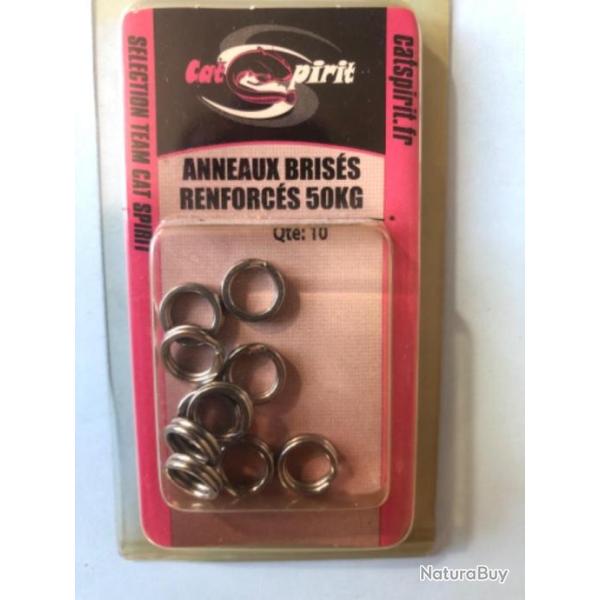 Cat Spirit
catspirit.fr
SELECTION TEAM CAT SPIRIT
ANNEAUX BRISÉS
RENFORCÉS 50KG
Qte: 10
NaturaBuy